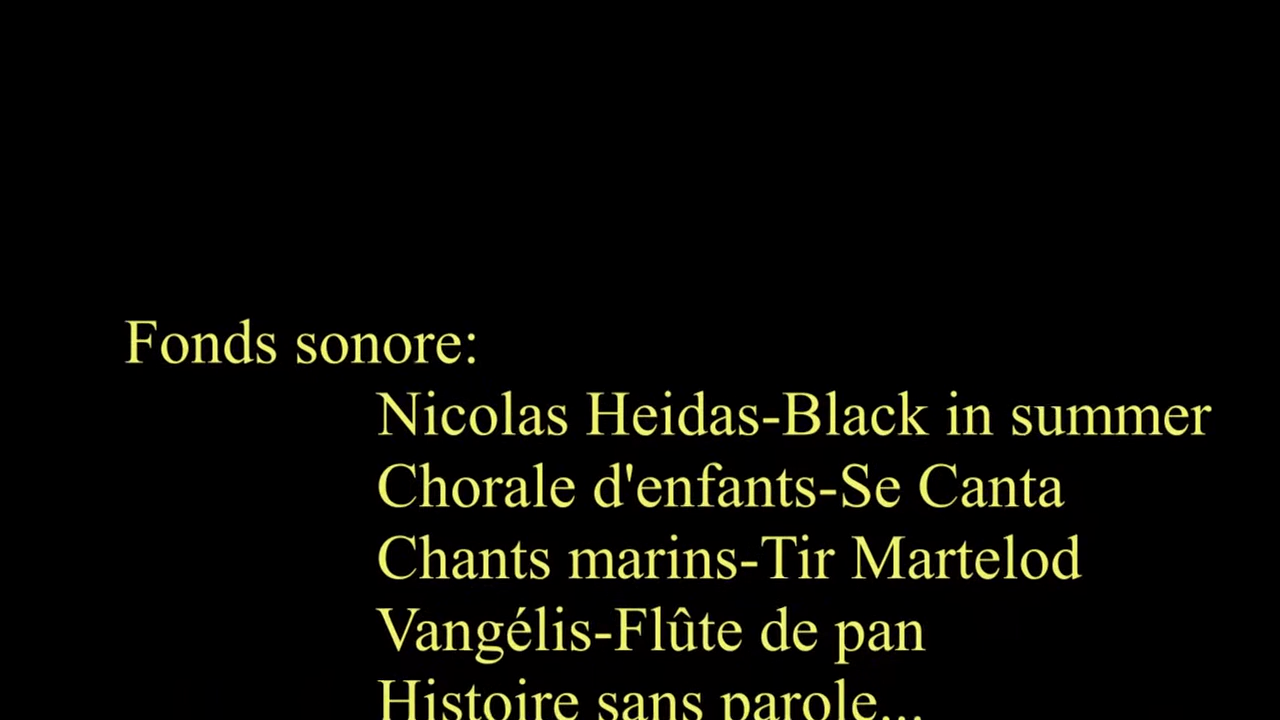 Fonds sonore:
Nicolas Heidas-Black in summer
Chorale d'enfants-Se Canta
Chants marins-Tir Martelod
Vangélis-Flûte de pan
Histoire sans parole...